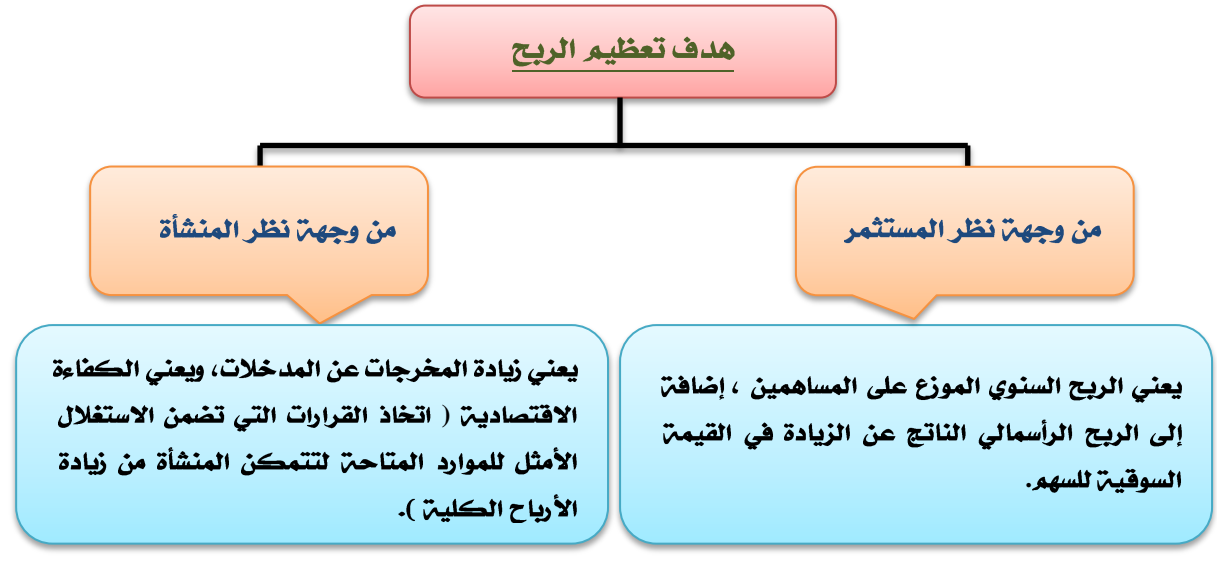 هدف تعظيم الربح
من وجهة نظر المستثمر
من وجهة نظر المنشأة
يعني الربح السنوي الموزع على المساهمين ، إضافة
إلى الربح الرأسمالي الناتج عن الزيادة في القيمة
السوقية للسهم.
يعني زيادة المخرجات عن المدخلات، ويعني الكفاءة
الاقتصادية ( اتخاذ القرارات التي تضمن الاستغلال
الأمثل للموارد المتاحة لتتمكن المنشأة من زيادة
الأرباح الكلية ).